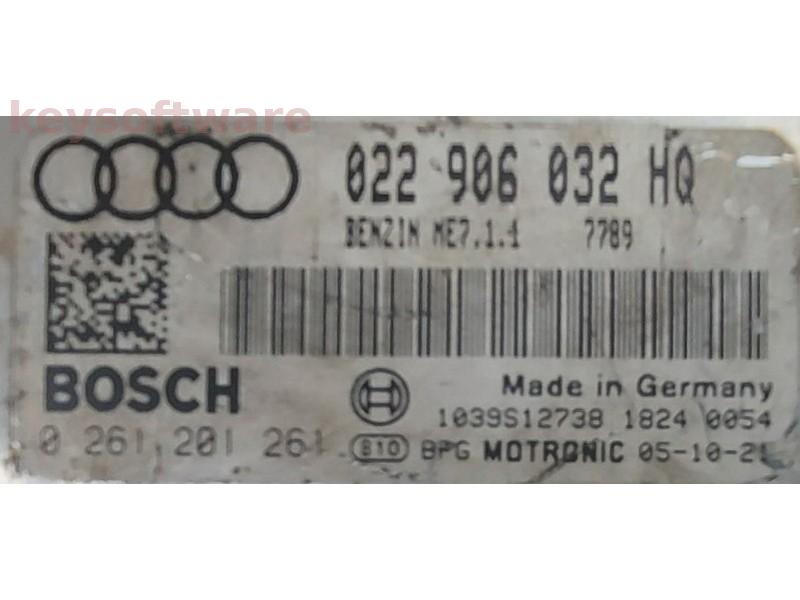 keysoftware
022 906 032 HQ
BENZIN ME7.1.1 7789
BOSCH
Made in Germany
1039S12738 1824 0054
0 261 201 261 810 BPG MOTRONIC 05-10-21